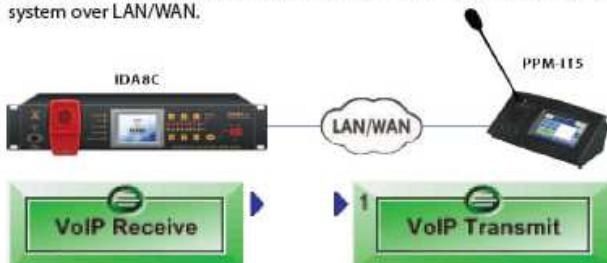 system over LAN/WAN.
IDA8C
PPM-IT5
LAN/WAN
VoIP Receive
1 VoIP Transmit